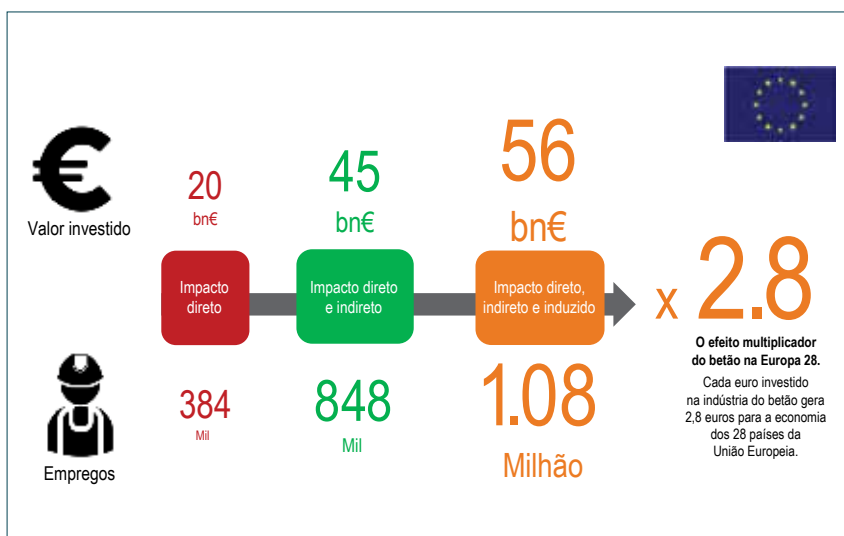 €
Valor investido
20
bn€
45
bn€
56
bn€
Impacto
direto
Impacto direto
e indireto
Impacto direto,
indireto e induzido
x 2.8
O efeito multiplicador
do betão na Europa 28.
Cada euro investido
na indústria do betão gera
2,8 euros para a economia
dos 28 países da
União Europeia.
Empregos
384
Mil
848
Mil
1.08
Milhão